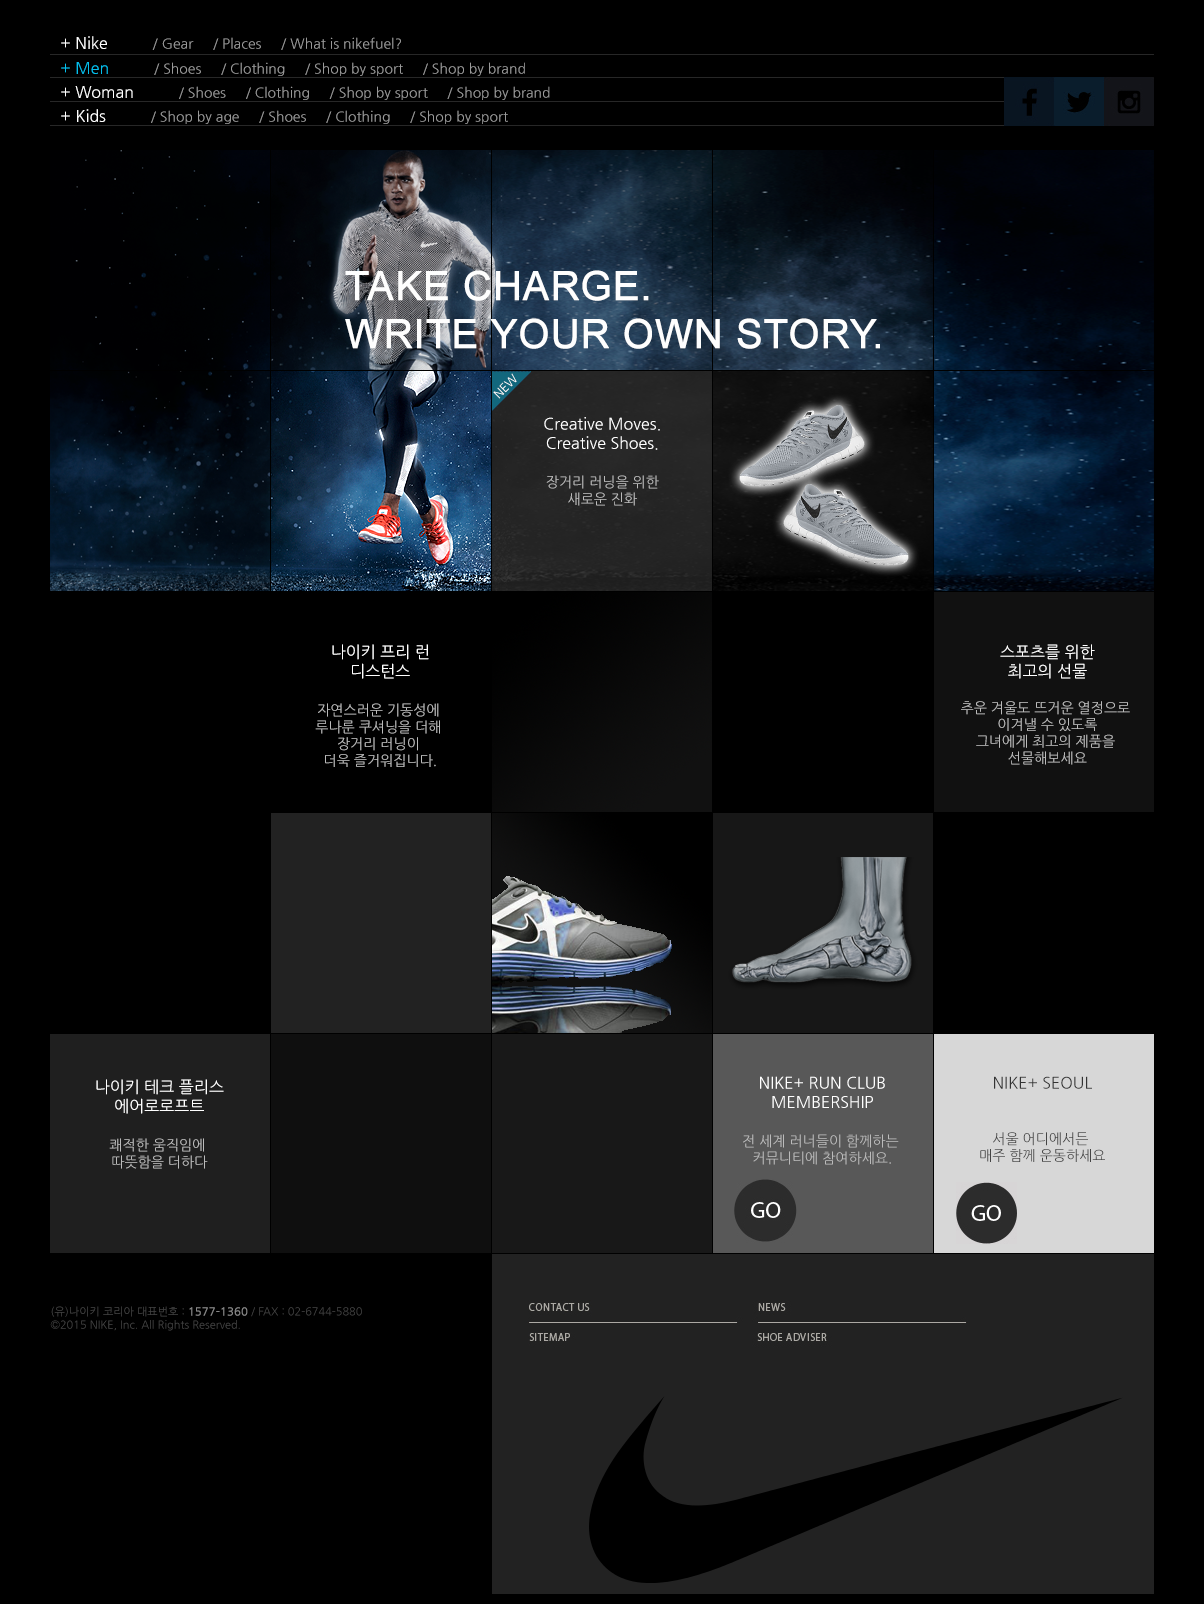 + Nike / Gear / Places / What is nikefuel?
+ Men / Shoes / Clothing / Shop by sport / Shop by brand
+ Woman / Shoes / Clothing / Shop by sport / Shop by brand
+ Kids / Shop by age / Shoes / Clothing / Shop by sport
TAKE CHARGE.
WRITE YOUR OWN STORY.
NEW
Creative Moves.
Creative Shoes.
장거리 러닝을 위한
새로운 진화
나이키 프리 런
디스턴스
자연스러운 기동성에
루나론 쿠셔닝을 더해
장거리 러닝이
더욱 즐거워집니다.
스포츠를 위한
최고의 선물
추운 겨울도 뜨거운 열정으로
이겨낼 수 있도록
그녀에게 최고의 제품을
선물해보세요
나이키 테크 플리스
에어로로프트
쾌적한 움직임에
따뜻함을 더하다
NIKE+ RUN CLUB
MEMBERSHIP
전 세계 러너들이 함께하는
커뮤니티에 참여하세요.
GO
NIKE+ SEOUL
서울 어디에서든
매주 함께 운동하세요
GO
(유)나이키 코리아 대표번호 : 1577-1360 / FAX : 02-6744-5880
©2015 NIKE, Inc. All Rights Reserved.
CONTACT US
NEWS
SITEMAP
SHOE ADVISER